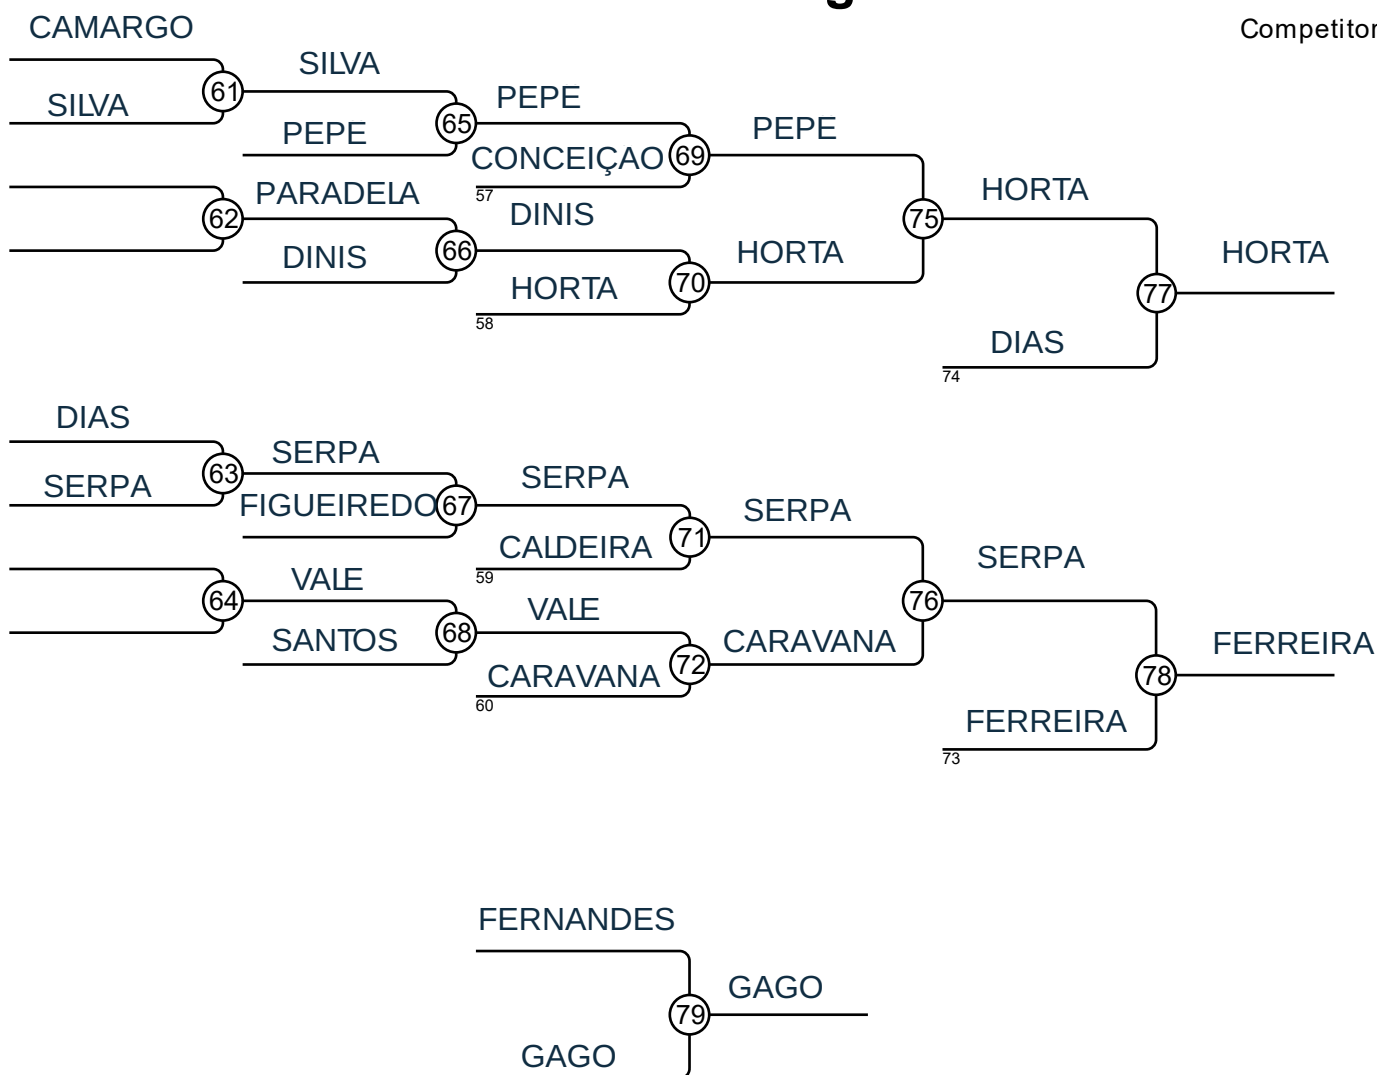 Competitor
CAMARGO
SILVA
61
SILVA
PEPE
65
PEPE
CONCEIÇAO
57
69
PEPE
62
PARADELA
DINIS
66
DINIS
HORTA
58
70
HORTA
75
HORTA
DIAS
74
77
HORTA
DIAS
SERPA
63
SERPA
FIGUEIREDO
67
SERPA
CALDEIRA
59
71
SERPA
64
VALE
SANTOS
68
VALE
CARAVANA
60
72
CARAVANA
76
SERPA
FERREIRA
73
78
FERREIRA
FERNANDES
79
GAGO
GAGO